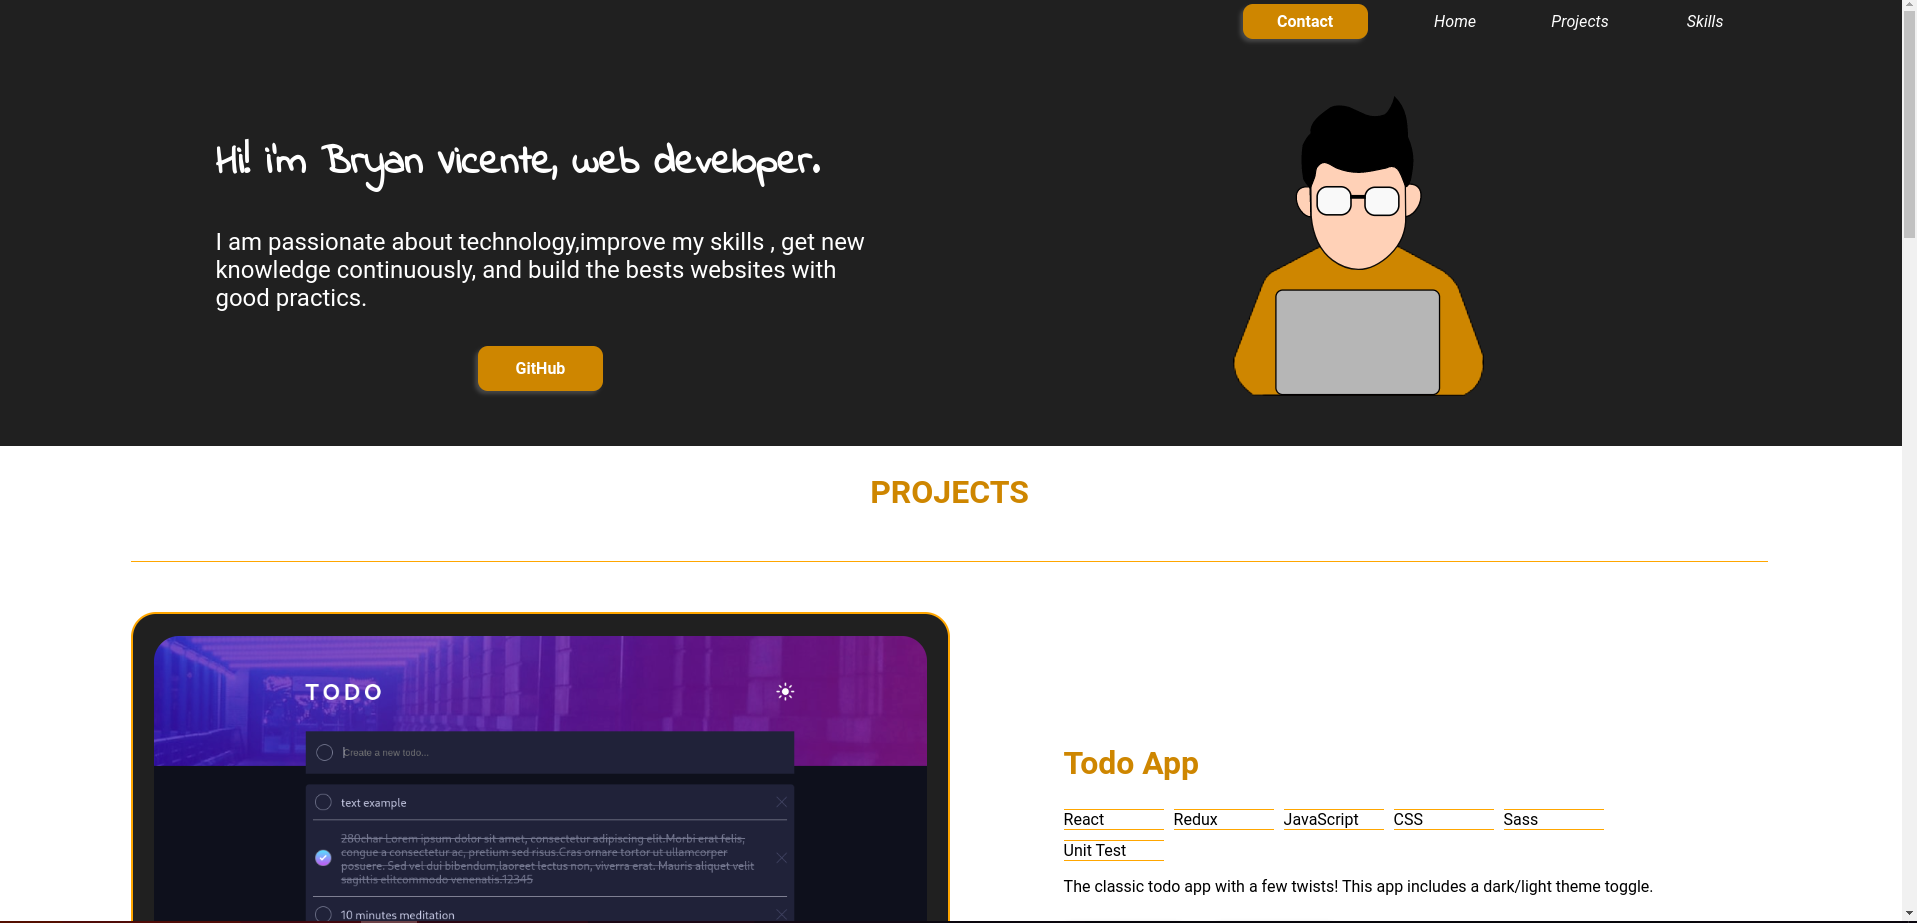 Contact
Home
Projects
Skills
Hi! i'm Bryan Vicente, web developer.
I am passionate about technology,improve my skills , get new
knowledge continuously, and build the bests websites with
good practics.
GitHub
PROJECTS
TODO
Create a new todo...
text example
280char Lorem ipsum dolor sit amet, consectetur adipiscing elit.Morbi erat felis,
congue a consectetur ac, pretium sed risus.Cras ornare tortor ut ullamcorper
posuere. Sed vel dui bibendum,laoreet lectus non, viverra erat. Mauris aliquet velit
sagittis elitcommodo venenatis.12345
10 minutes meditation
Todo App
React
Redux
JavaScript
CSS
Sass
Unit Test
The classic todo app with a few twists! This app includes a dark/light theme toggle.